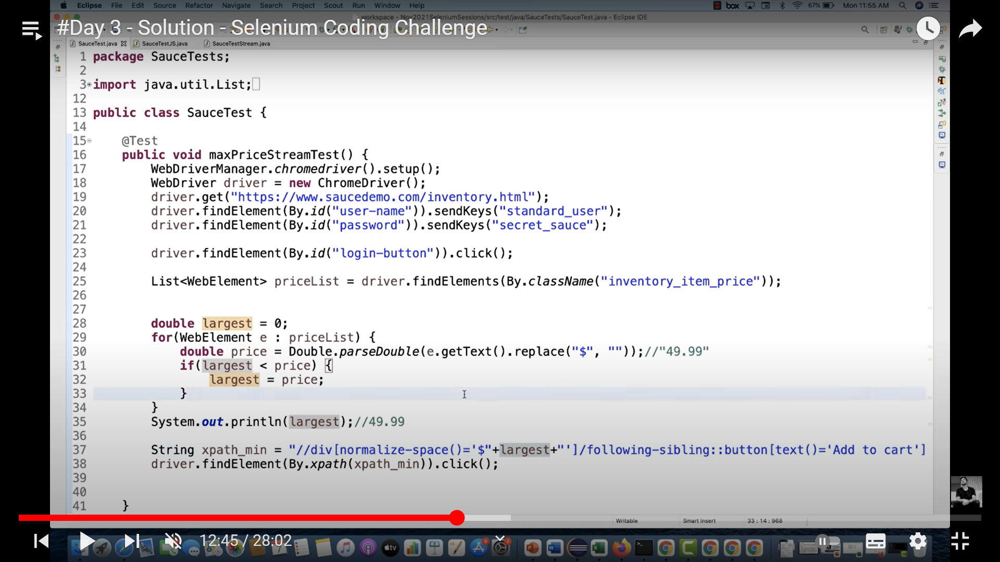 Eclipse File Edit Source Refactor Navigate Search Project Scout Run Window Help box 67% Mon 11:55 AM
workspace - Nov2021SeleniumSessions/src/test/java/SauceTests/SauceTest.java - Eclipse IDE
#Day 3 - Solution - Selenium Coding Challenge
SauceTest.java SauceTestJS.java SauceTestStream.java
1 package SauceTests;
2
3 import java.util.List;
12
13 public class SauceTest {
14
15 @Test
16 public void maxPriceStreamTest() {
17 WebDriverManager.chromedriver().setup();
18 WebDriver driver = new ChromeDriver();
19 driver.get("https://www.saucedemo.com/inventory.html");
20 driver.findElement(By.id("user-name")).sendKeys("standard_user");
21 driver.findElement(By.id("password")).sendKeys("secret_sauce");
22
23 driver.findElement(By.id("login-button")).click();
24
25 List<WebElement> priceList = driver.findElements(By.className("inventory_item_price"));
26
27
28 double largest = 0;
29 for(WebElement e : priceList) {
30 double price = Double.parseDouble(e.getText().replace("$", ""));//"49.99"
31 if(largest < price) {
32 largest = price;
33 }
34 }
35 System.out.println(largest);//49.99
36
37 String xpath_min = "//div[normalize-space()='$"+largest+"']/following-sibling::button[text()='Add to cart']
38 driver.findElement(By.xpath(xpath_min)).click();
39
40
41 }
Writable Smart Insert 33 : 14 : 968
12:45 / 28:02
tv